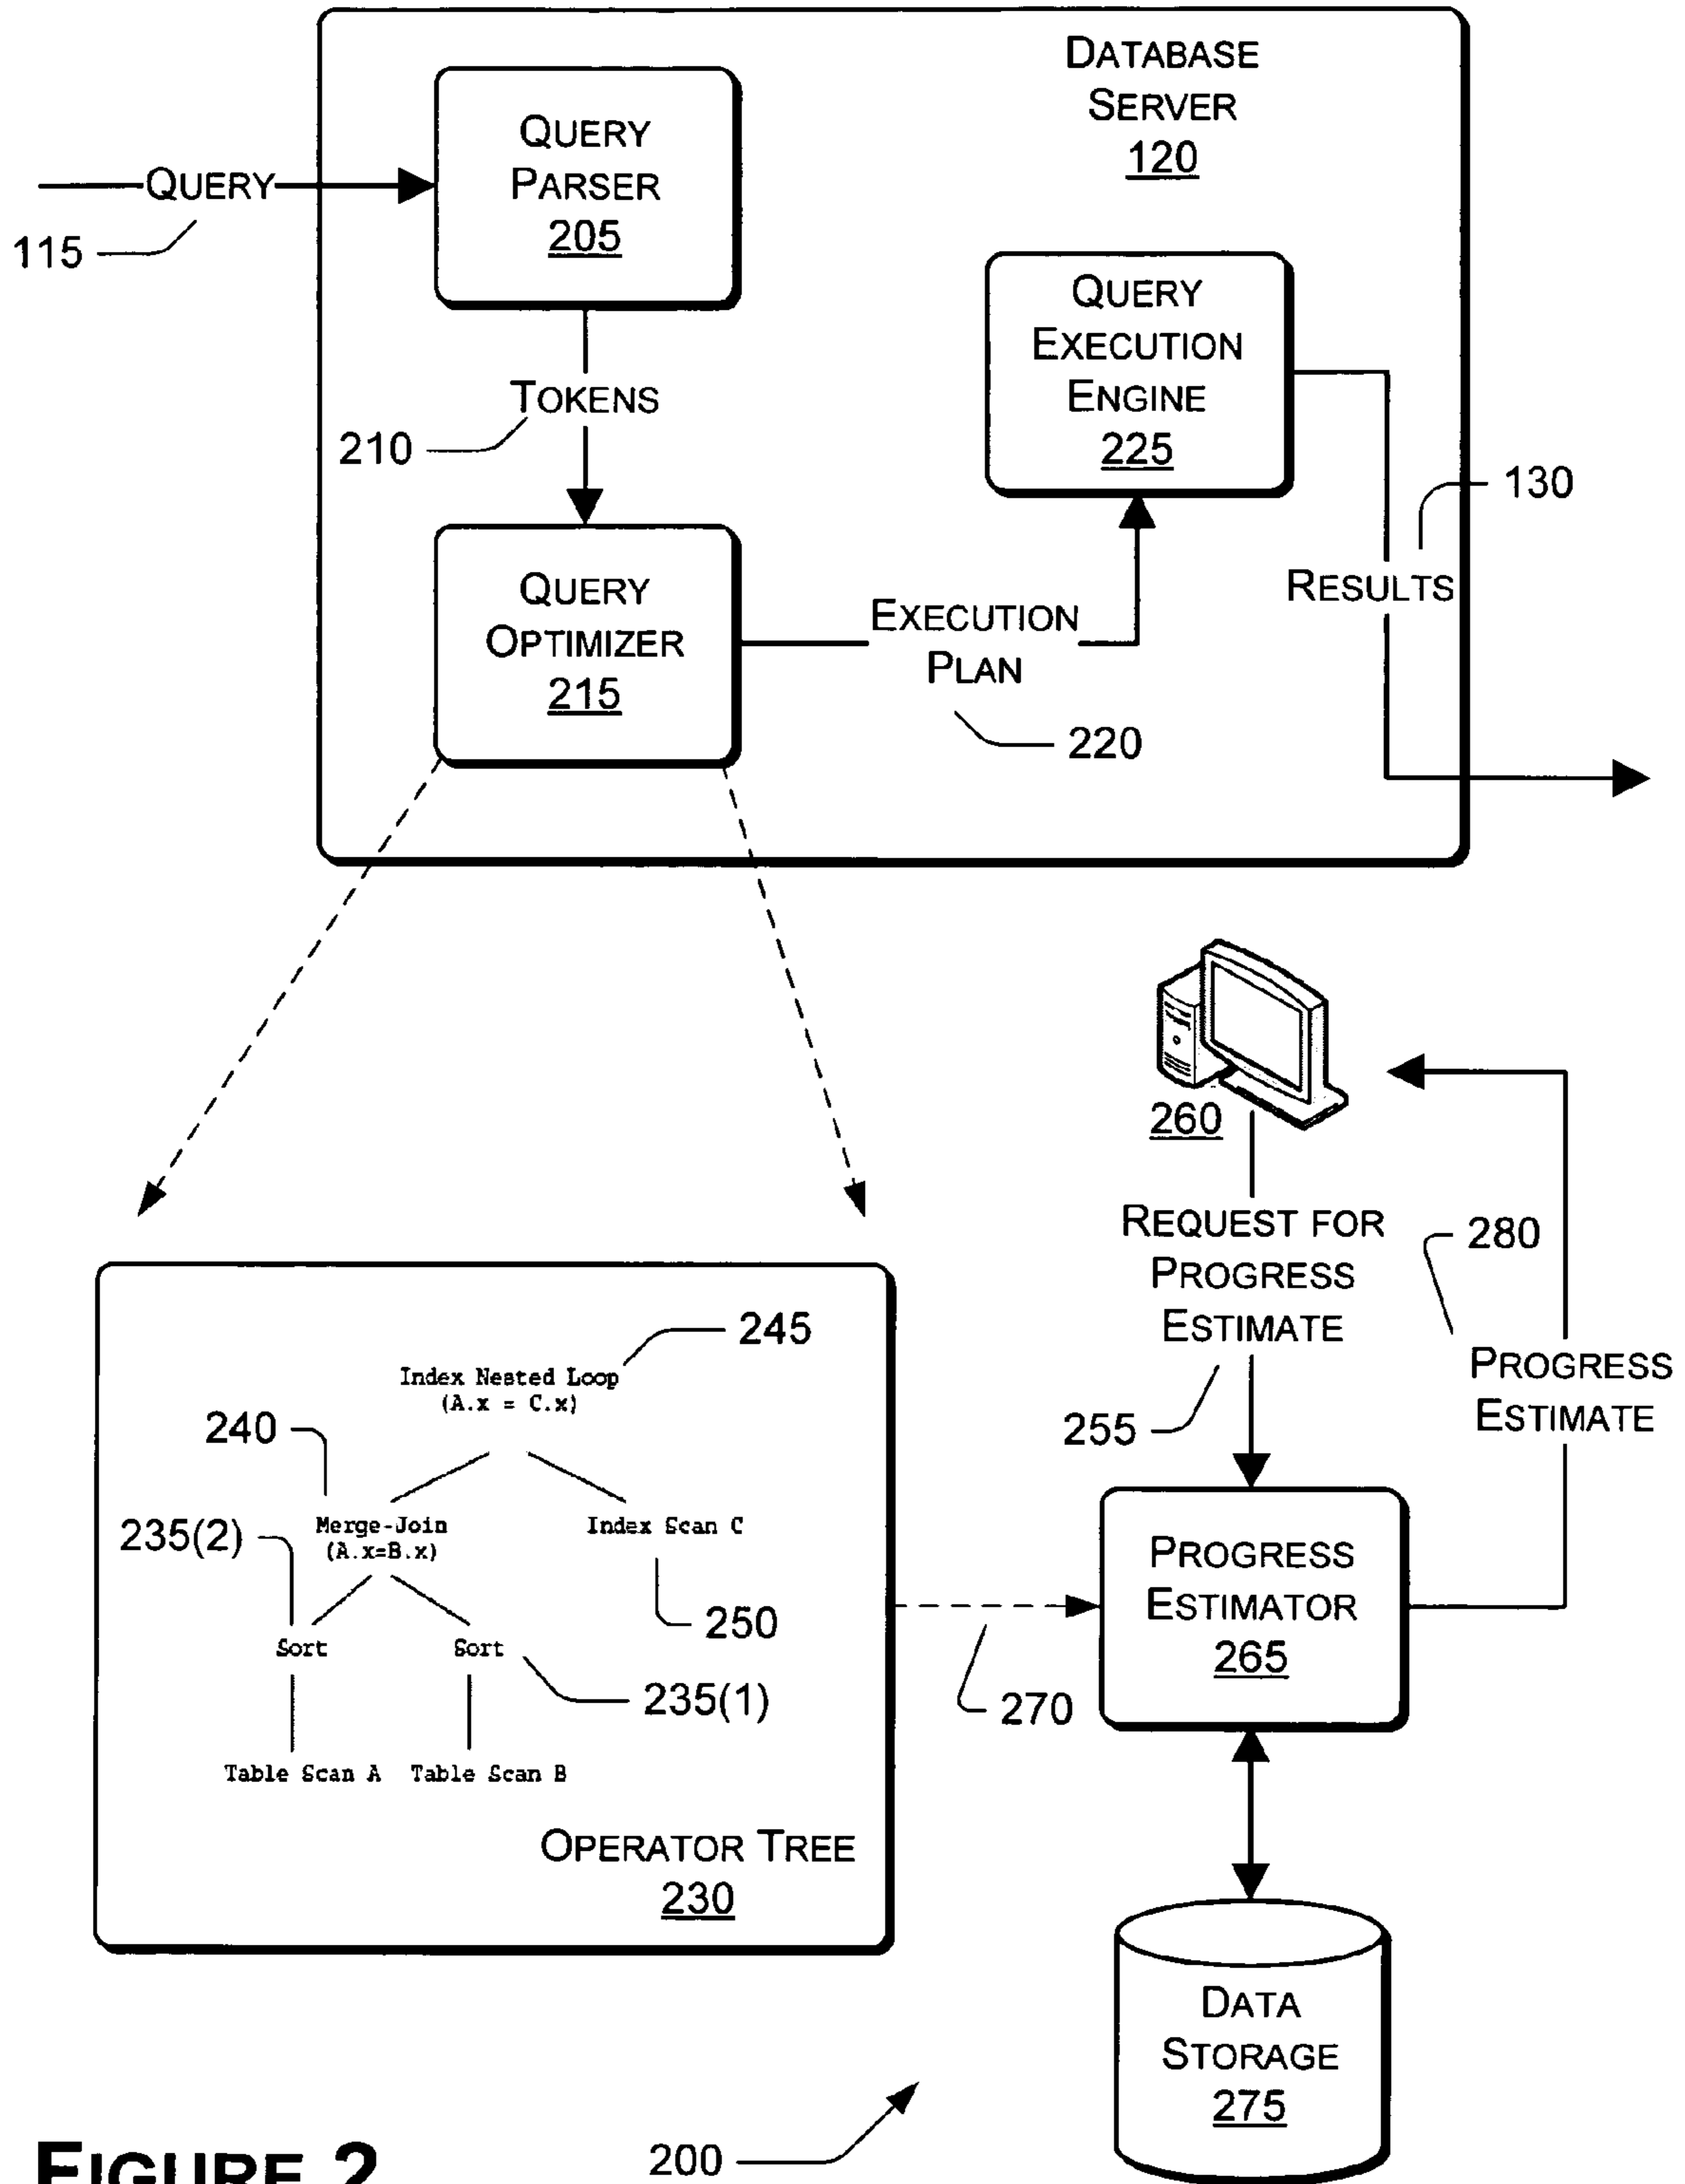 DATABASE
SERVER
120
QUERY
PARSER
205
QUERY
115
QUERY
EXECUTION
ENGINE
225
TOKENS
210
130
RESULTS
QUERY
OPTIMIZER
215
EXECUTION
PLAN
220
260
REQUEST FOR
PROGRESS
ESTIMATE
255
280
PROGRESS
ESTIMATE
245
Index Nested Loop
(A.x = C.x)
240
235(2)
Merge-Join
(A.x=B.x)
Index Scan C
250
Sort
Sort
235(1)
Table Scan A
Table Scan B
OPERATOR TREE
230
270
PROGRESS
ESTIMATOR
265
DATA
STORAGE
275
200
FIGURE 2